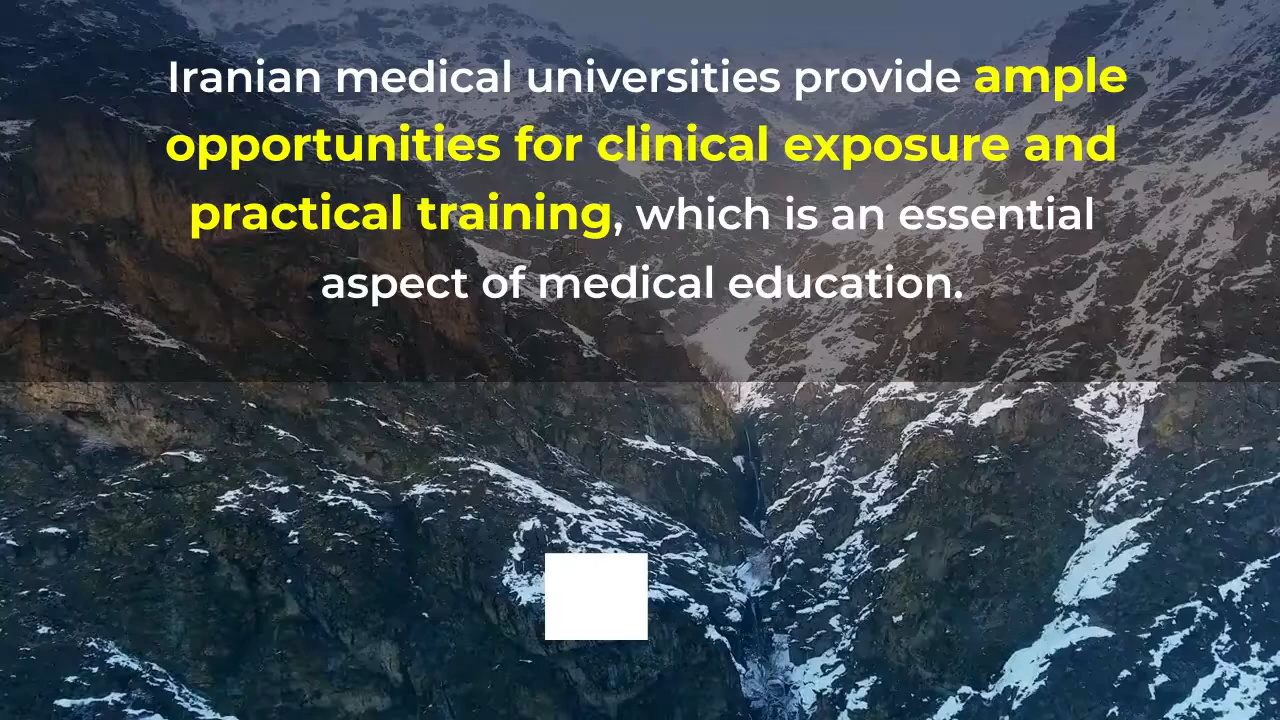 Iranian medical universities provide ample
opportunities for clinical exposure and
practical training, which is an essential
aspect of medical education.